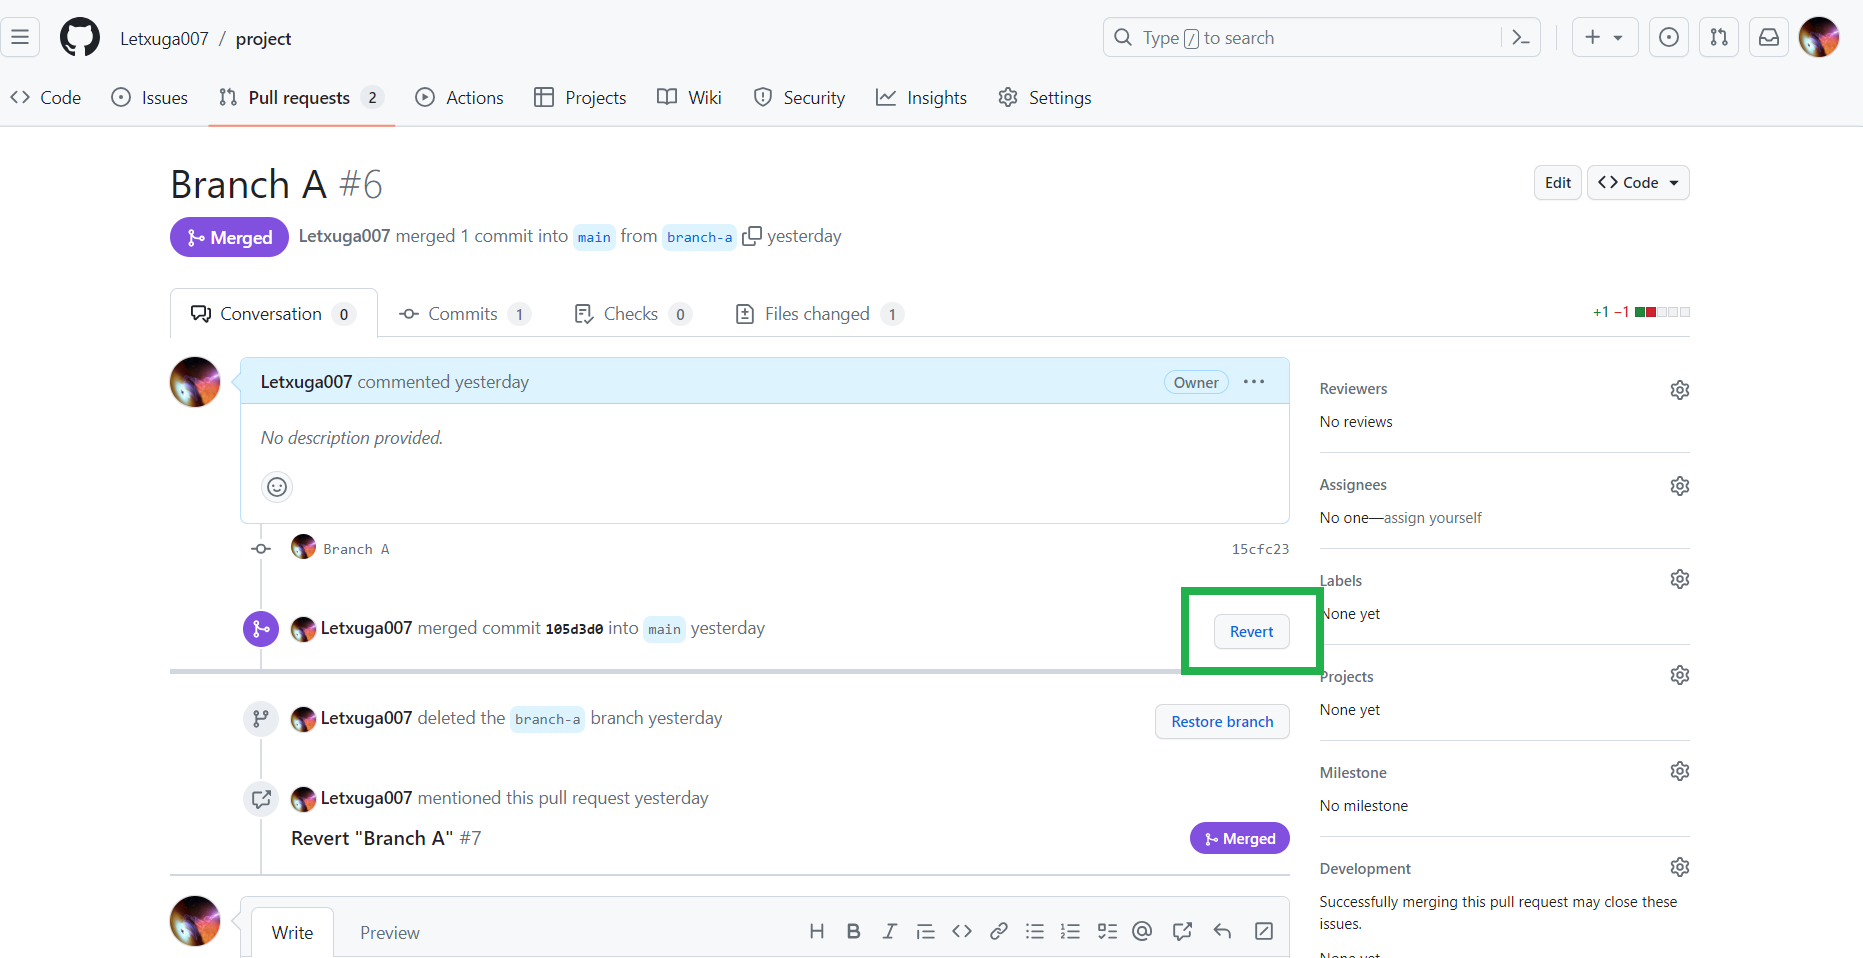 Letxuga007 / project
Type / to search
Code Issues Pull requests 2 Actions Projects Wiki Security Insights Settings
Branch A #6
Edit <> Code
Merged Letxuga007 merged 1 commit into main from branch-a yesterday
Conversation 0 Commits 1 Checks 0 Files changed 1
+1 −1
Letxuga007 commented yesterday
Owner
No description provided.
Branch A 15cfc23
Letxuga007 merged commit 105d3d0 into main yesterday
Revert
Letxuga007 deleted the branch-a branch yesterday
Restore branch
Letxuga007 mentioned this pull request yesterday
Revert "Branch A" #7
Merged
Write Preview
Reviewers
No reviews
Assignees
No one—assign yourself
Labels
None yet
Projects
None yet
Milestone
No milestone
Development
Successfully merging this pull request may close these
issues.
None yet